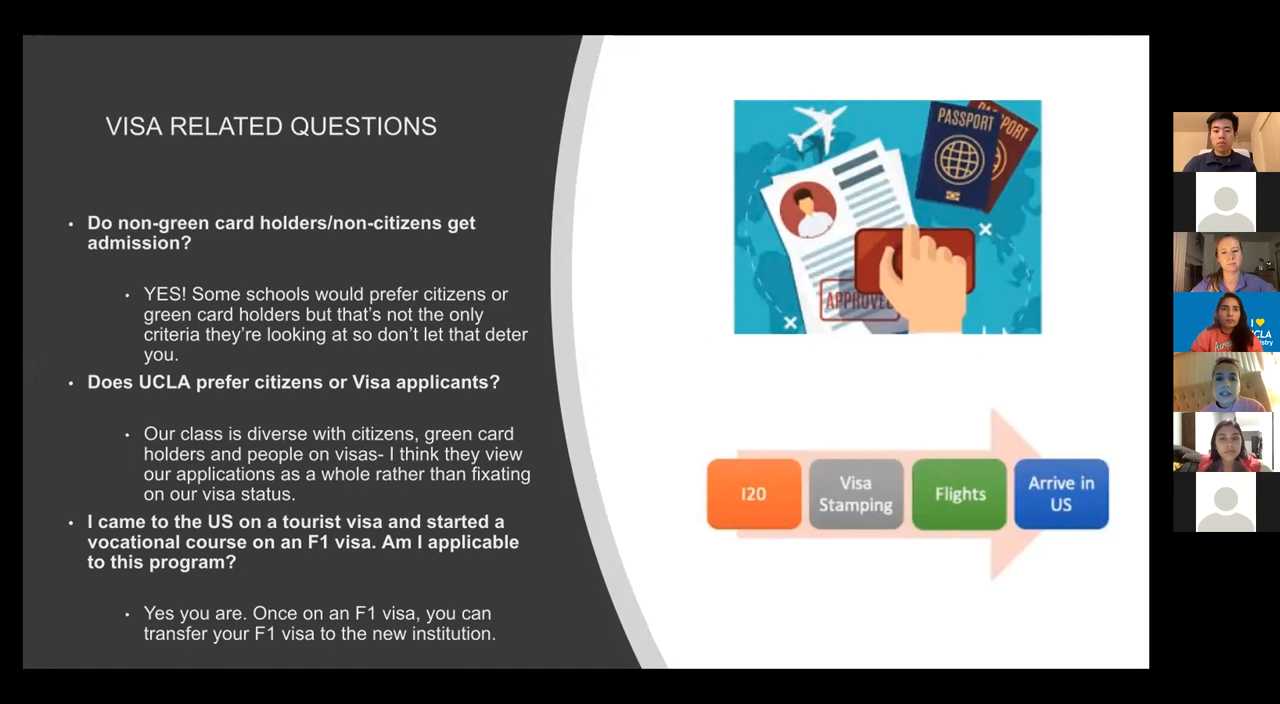 VISA RELATED QUESTIONS
• Do non-green card holders/non-citizens get
admission?
• YES! Some schools would prefer citizens or
green card holders but that's not the only
criteria they're looking at so don't let that deter
you.
• Does UCLA prefer citizens or Visa applicants?
• Our class is diverse with citizens, green card
holders and people on visas- I think they view
our applications as a whole rather than fixating
on our visa status.
• I came to the US on a tourist visa and started a
vocational course on an F1 visa. Am I applicable
to this program?
• Yes you are. Once on an F1 visa, you can
transfer your F1 visa to the new institution.
PASSPORT
PORT
APPROVE
I20
Visa
Stamping
Flights
Arrive in
US
I
CLA